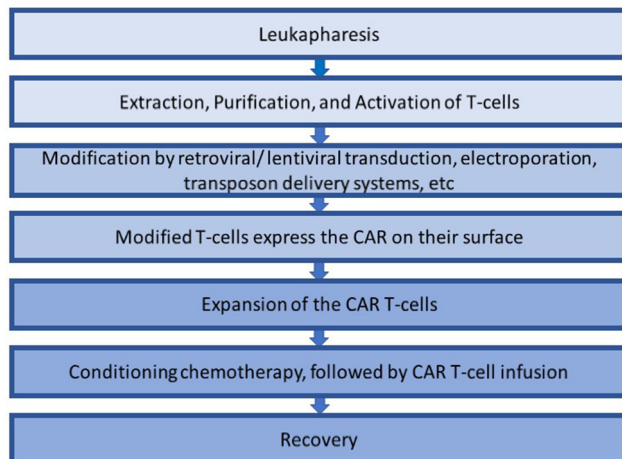 Leukapharesis
Extraction, Purification, and Activation of T-cells
Modification by retroviral/ lentiviral transduction, electroporation,
transposon delivery systems, etc
Modified T-cells express the CAR on their surface
Expansion of the CAR T-cells
Conditioning chemotherapy, followed by CAR T-cell infusion
Recovery